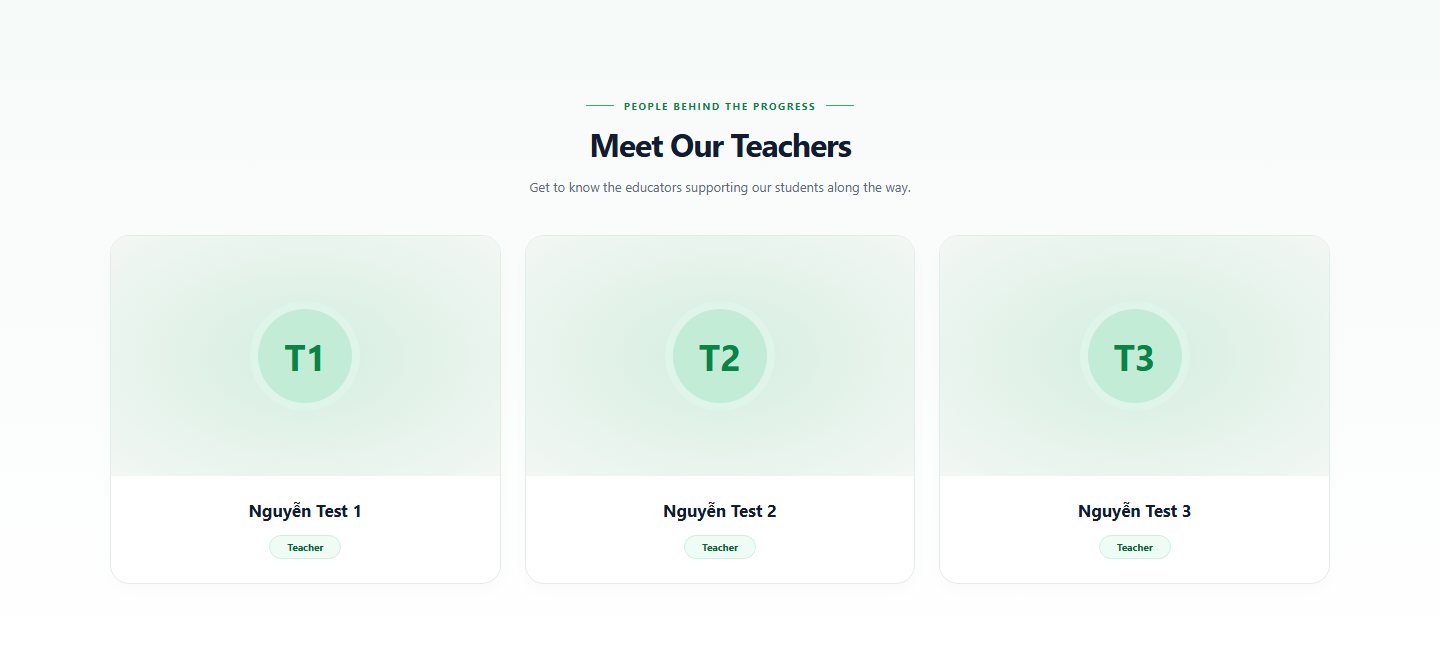 PEOPLE BEHIND THE PROGRESS
Meet Our Teachers
Get to know the educators supporting our students along the way.
T1
T2
T3
Nguyễn Test 1
Teacher
Nguyễn Test 2
Teacher
Nguyễn Test 3
Teacher